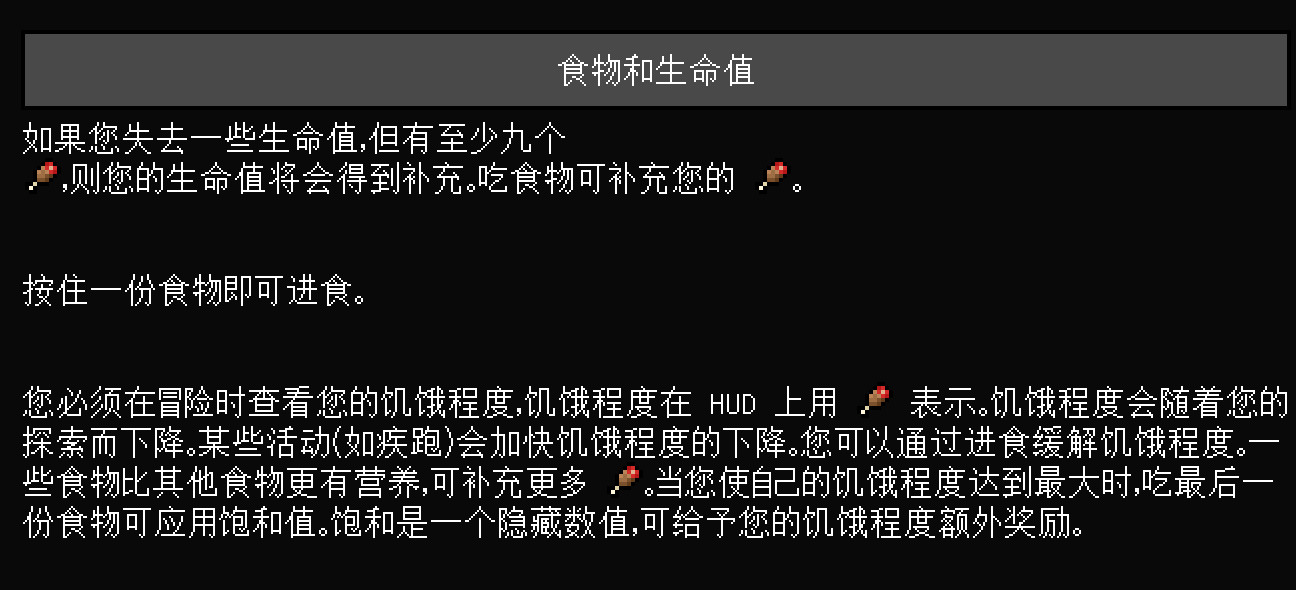 食物和生命值
如果您失去一些生命值,但有至少九个
,则您的生命值将会得到补充。吃食物可补充您的 。
按住一份食物即可进食。
您必须在冒险时查看您的饥饿程度,饥饿程度在 HUD 上用 表示。饥饿程度会随着您的
探索而下降。某些活动(如疾跑)会加快饥饿程度的下降。您可以通过进食缓解饥饿程度。一
些食物比其他食物更有营养,可补充更多 。当您使自己的饥饿程度达到最大时,吃最后一
份食物可应用饱和值。饱和是一个隐藏数值,可给予您的饥饿程度额外奖励。